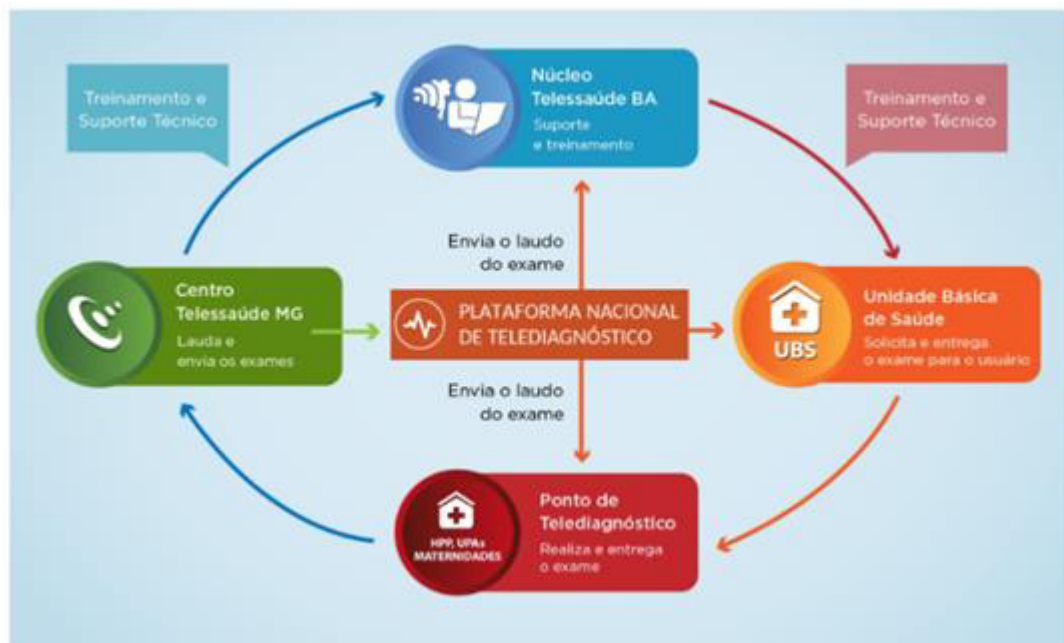 Treinamento e
Suporte Técnico
Núcleo
Telessaúde BA
Suporte
e treinamento
Treinamento e
Suporte Técnico
Envia o laudo
do exame
Centro
Telessaúde MG
Lauda e
envia os exames
PLATAFORMA NACIONAL
DE TELEDIAGNÓSTICO
UBS
Unidade Básica
de Saúde
Solicita e entrega
o exame para o usuário
Envia o laudo
do exame
HPP, UPAs
MATERNIDADES
Ponto de
Telediagnóstico
Realiza e entrega
o exame